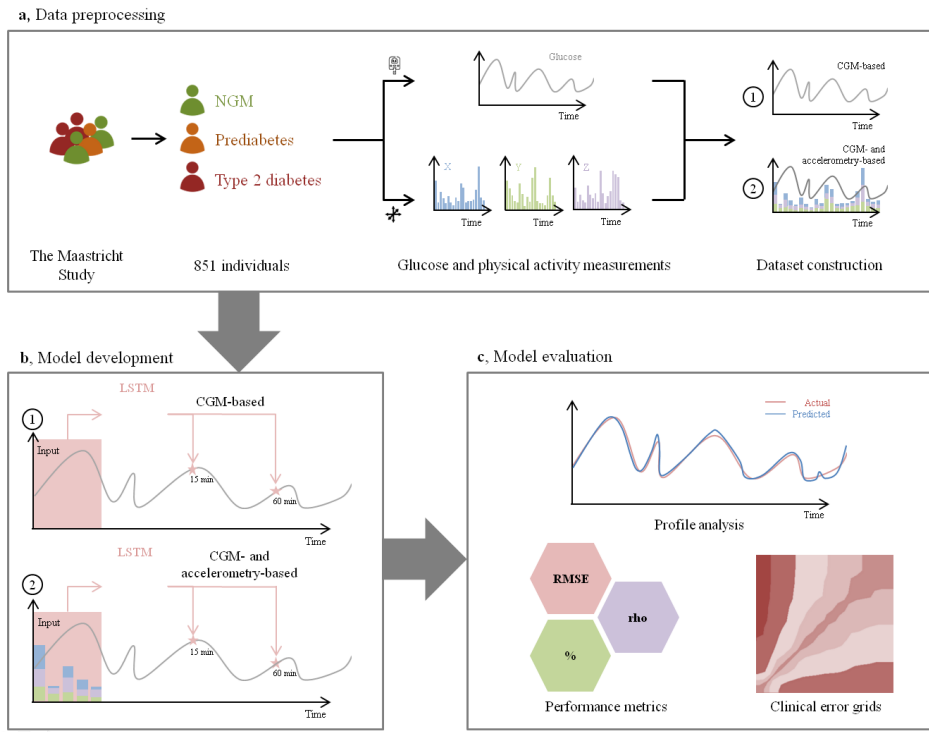 a, Data preprocessing
NGM
Prediabetes
Type 2 diabetes
The Maastricht
Study
851 individuals
Glucose
Time
X
Time
Y
Time
Z
Time
Glucose and physical activity measurements
1
CGM-based
Time
CGM- and
accelerometry-based
2
Time
Dataset construction
b, Model development
LSTM
1
CGM-based
Input
15 min
60 min
Time
LSTM
2
CGM- and
accelerometry-based
Input
15 min
60 min
Time
c, Model evaluation
Actual
Predicted
Time
Profile analysis
RMSE
rho
%
Performance metrics
Clinical error grids